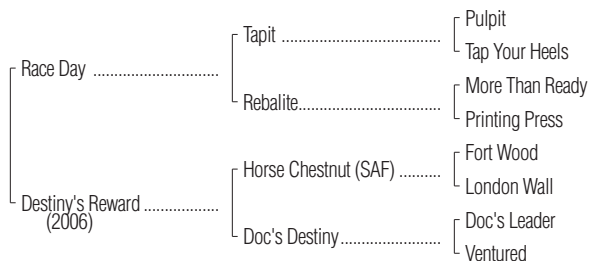 Pulpit
Tapit ....................................
Tap Your Heels
Race Day ............................
More Than Ready
Rebalite................................
Printing Press
Fort Wood
Horse Chestnut (SAF) .........
London Wall
Destiny's Reward .................
(2006)
Doc's Leader
Doc's Destiny.......................
Ventured